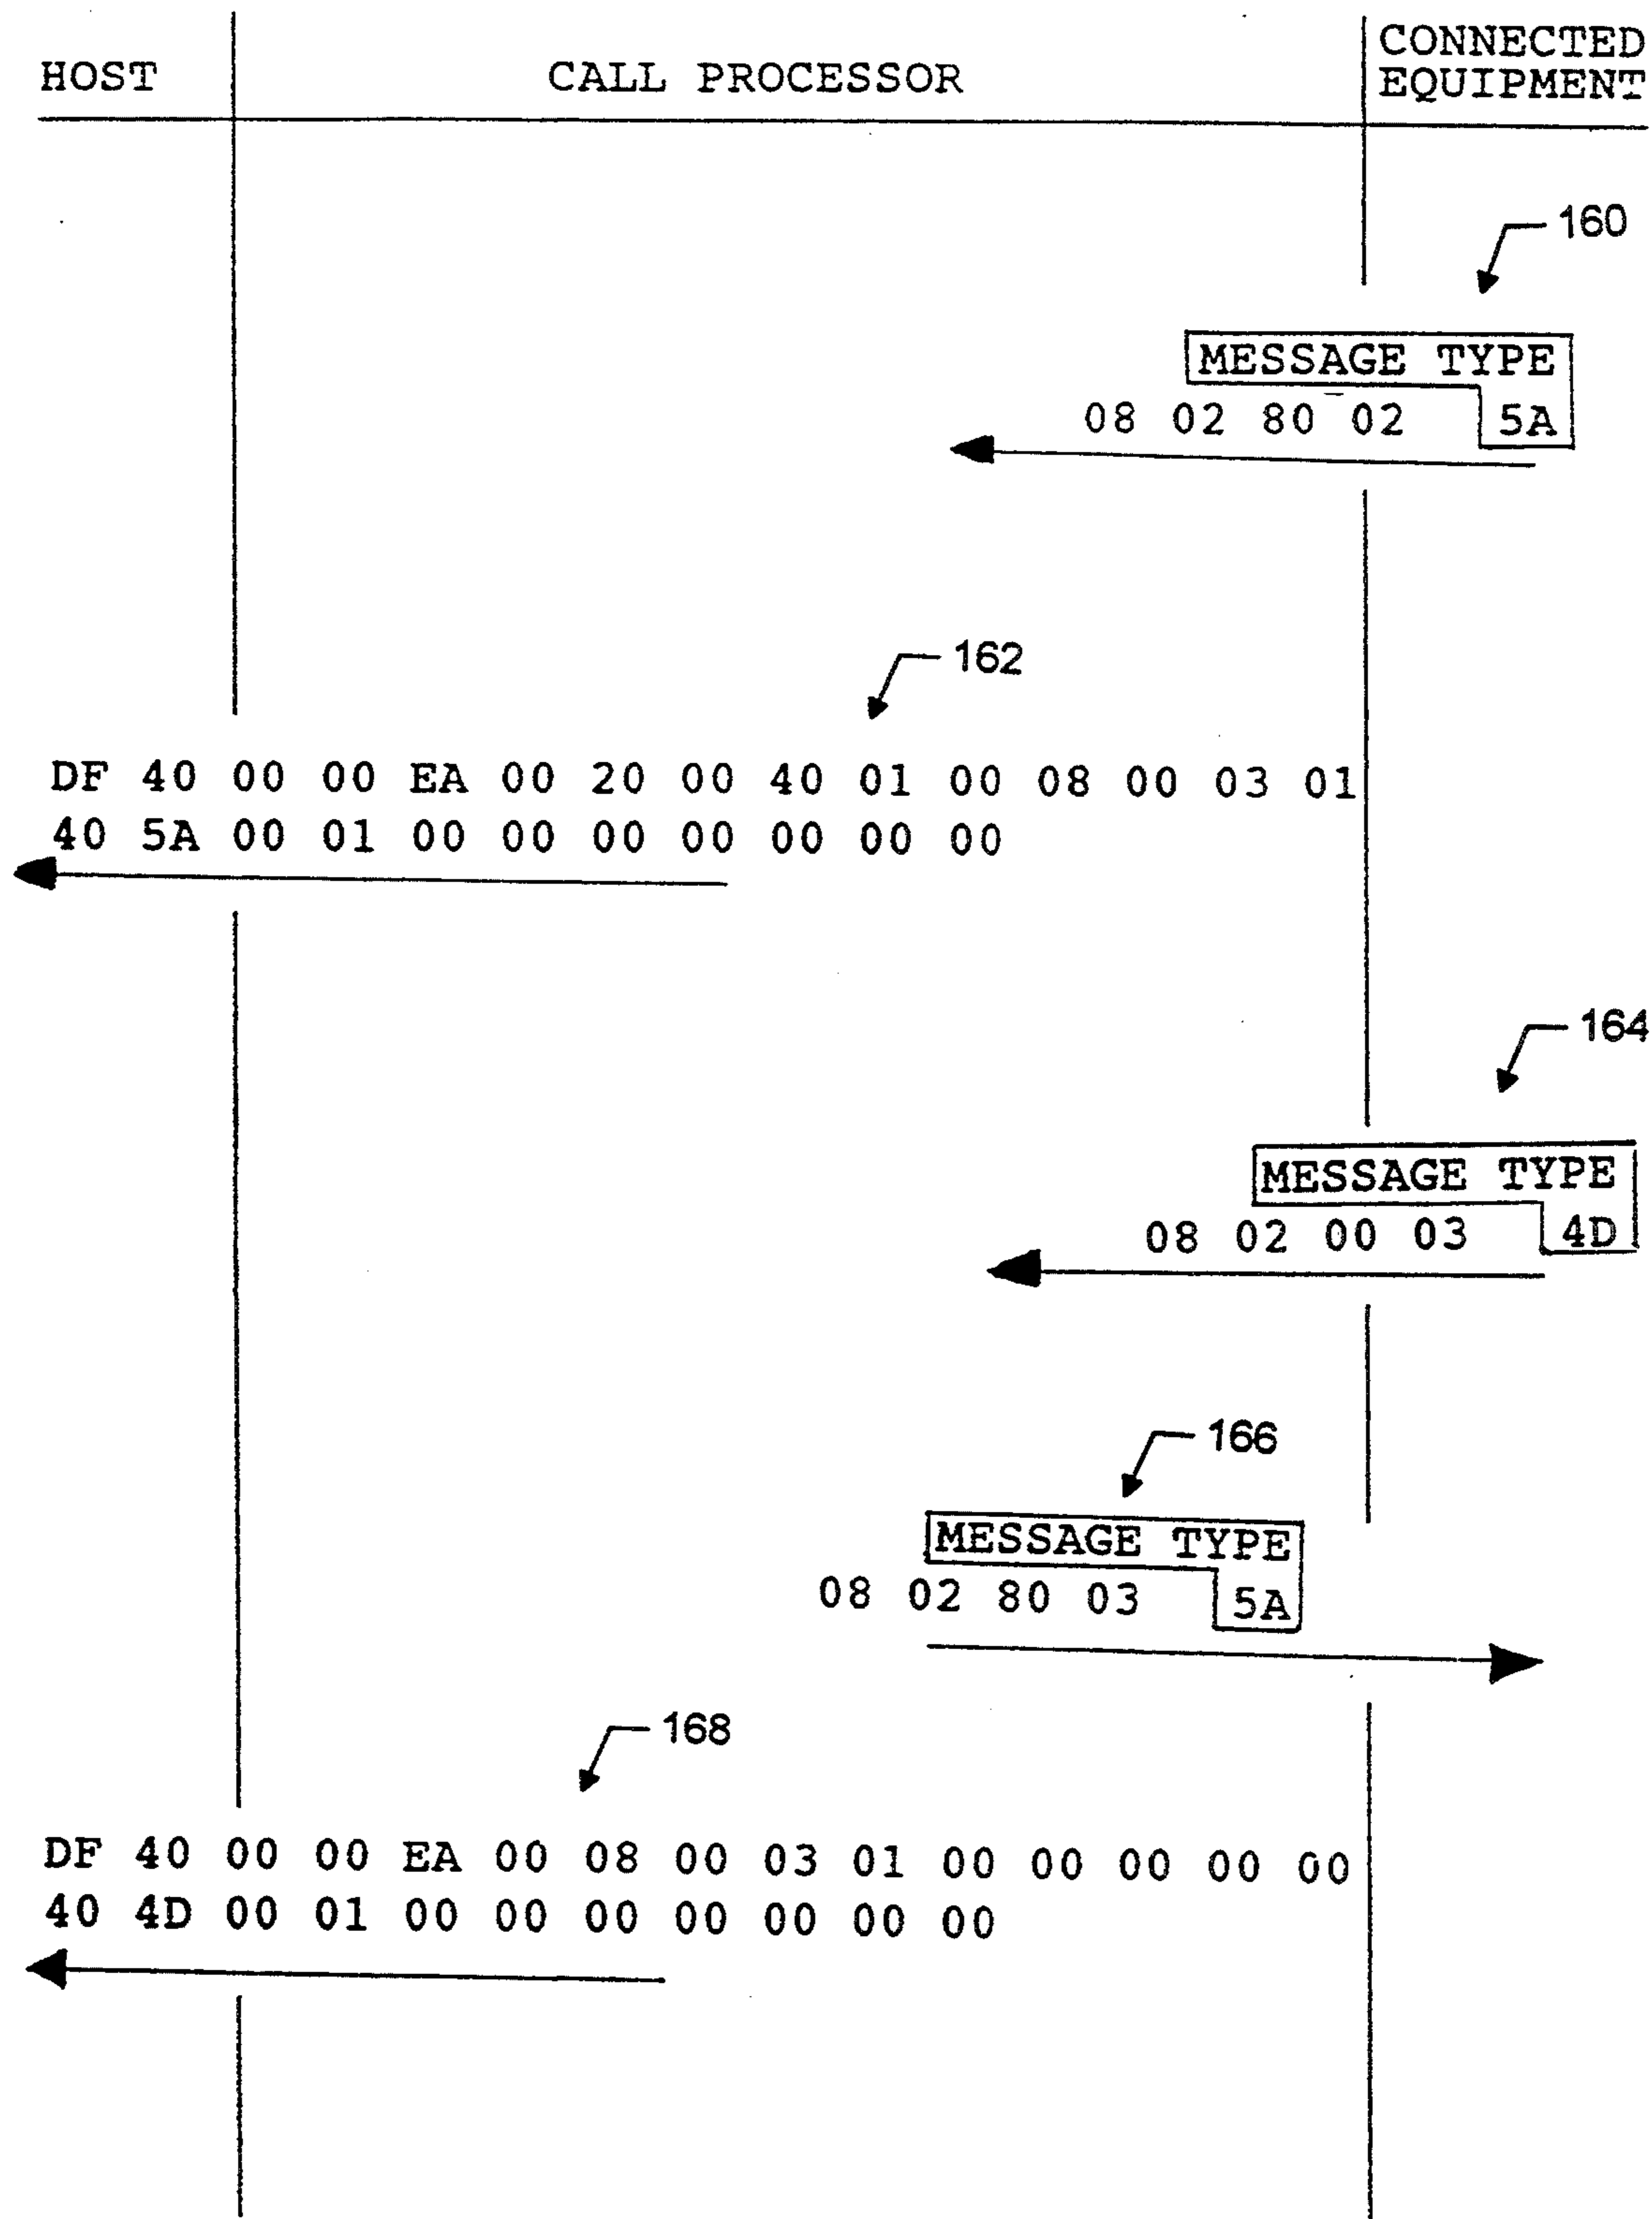 HOST CALL PROCESSOR CONNECTED
EQUIPMENT
160
MESSAGE TYPE
08 02 80 02 5A
162
DF 40 00 00 EA 00 20 00 40 01 00 08 00 03 01
40 5A 00 01 00 00 00 00 00 00 00
164
MESSAGE TYPE
08 02 00 03 4D
166
MESSAGE TYPE
08 02 80 03 5A
168
DF 40 00 00 EA 00 08 00 03 01 00 00 00 00 00
40 4D 00 01 00 00 00 00 00 00 00